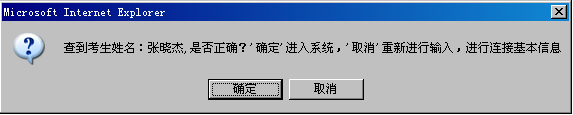 Microsoft Internet Explorer
查到考生姓名：张晓杰,是否正确？'确定'进入系统，'取消'重新进行输入，进行连接基本信息
确定 取消